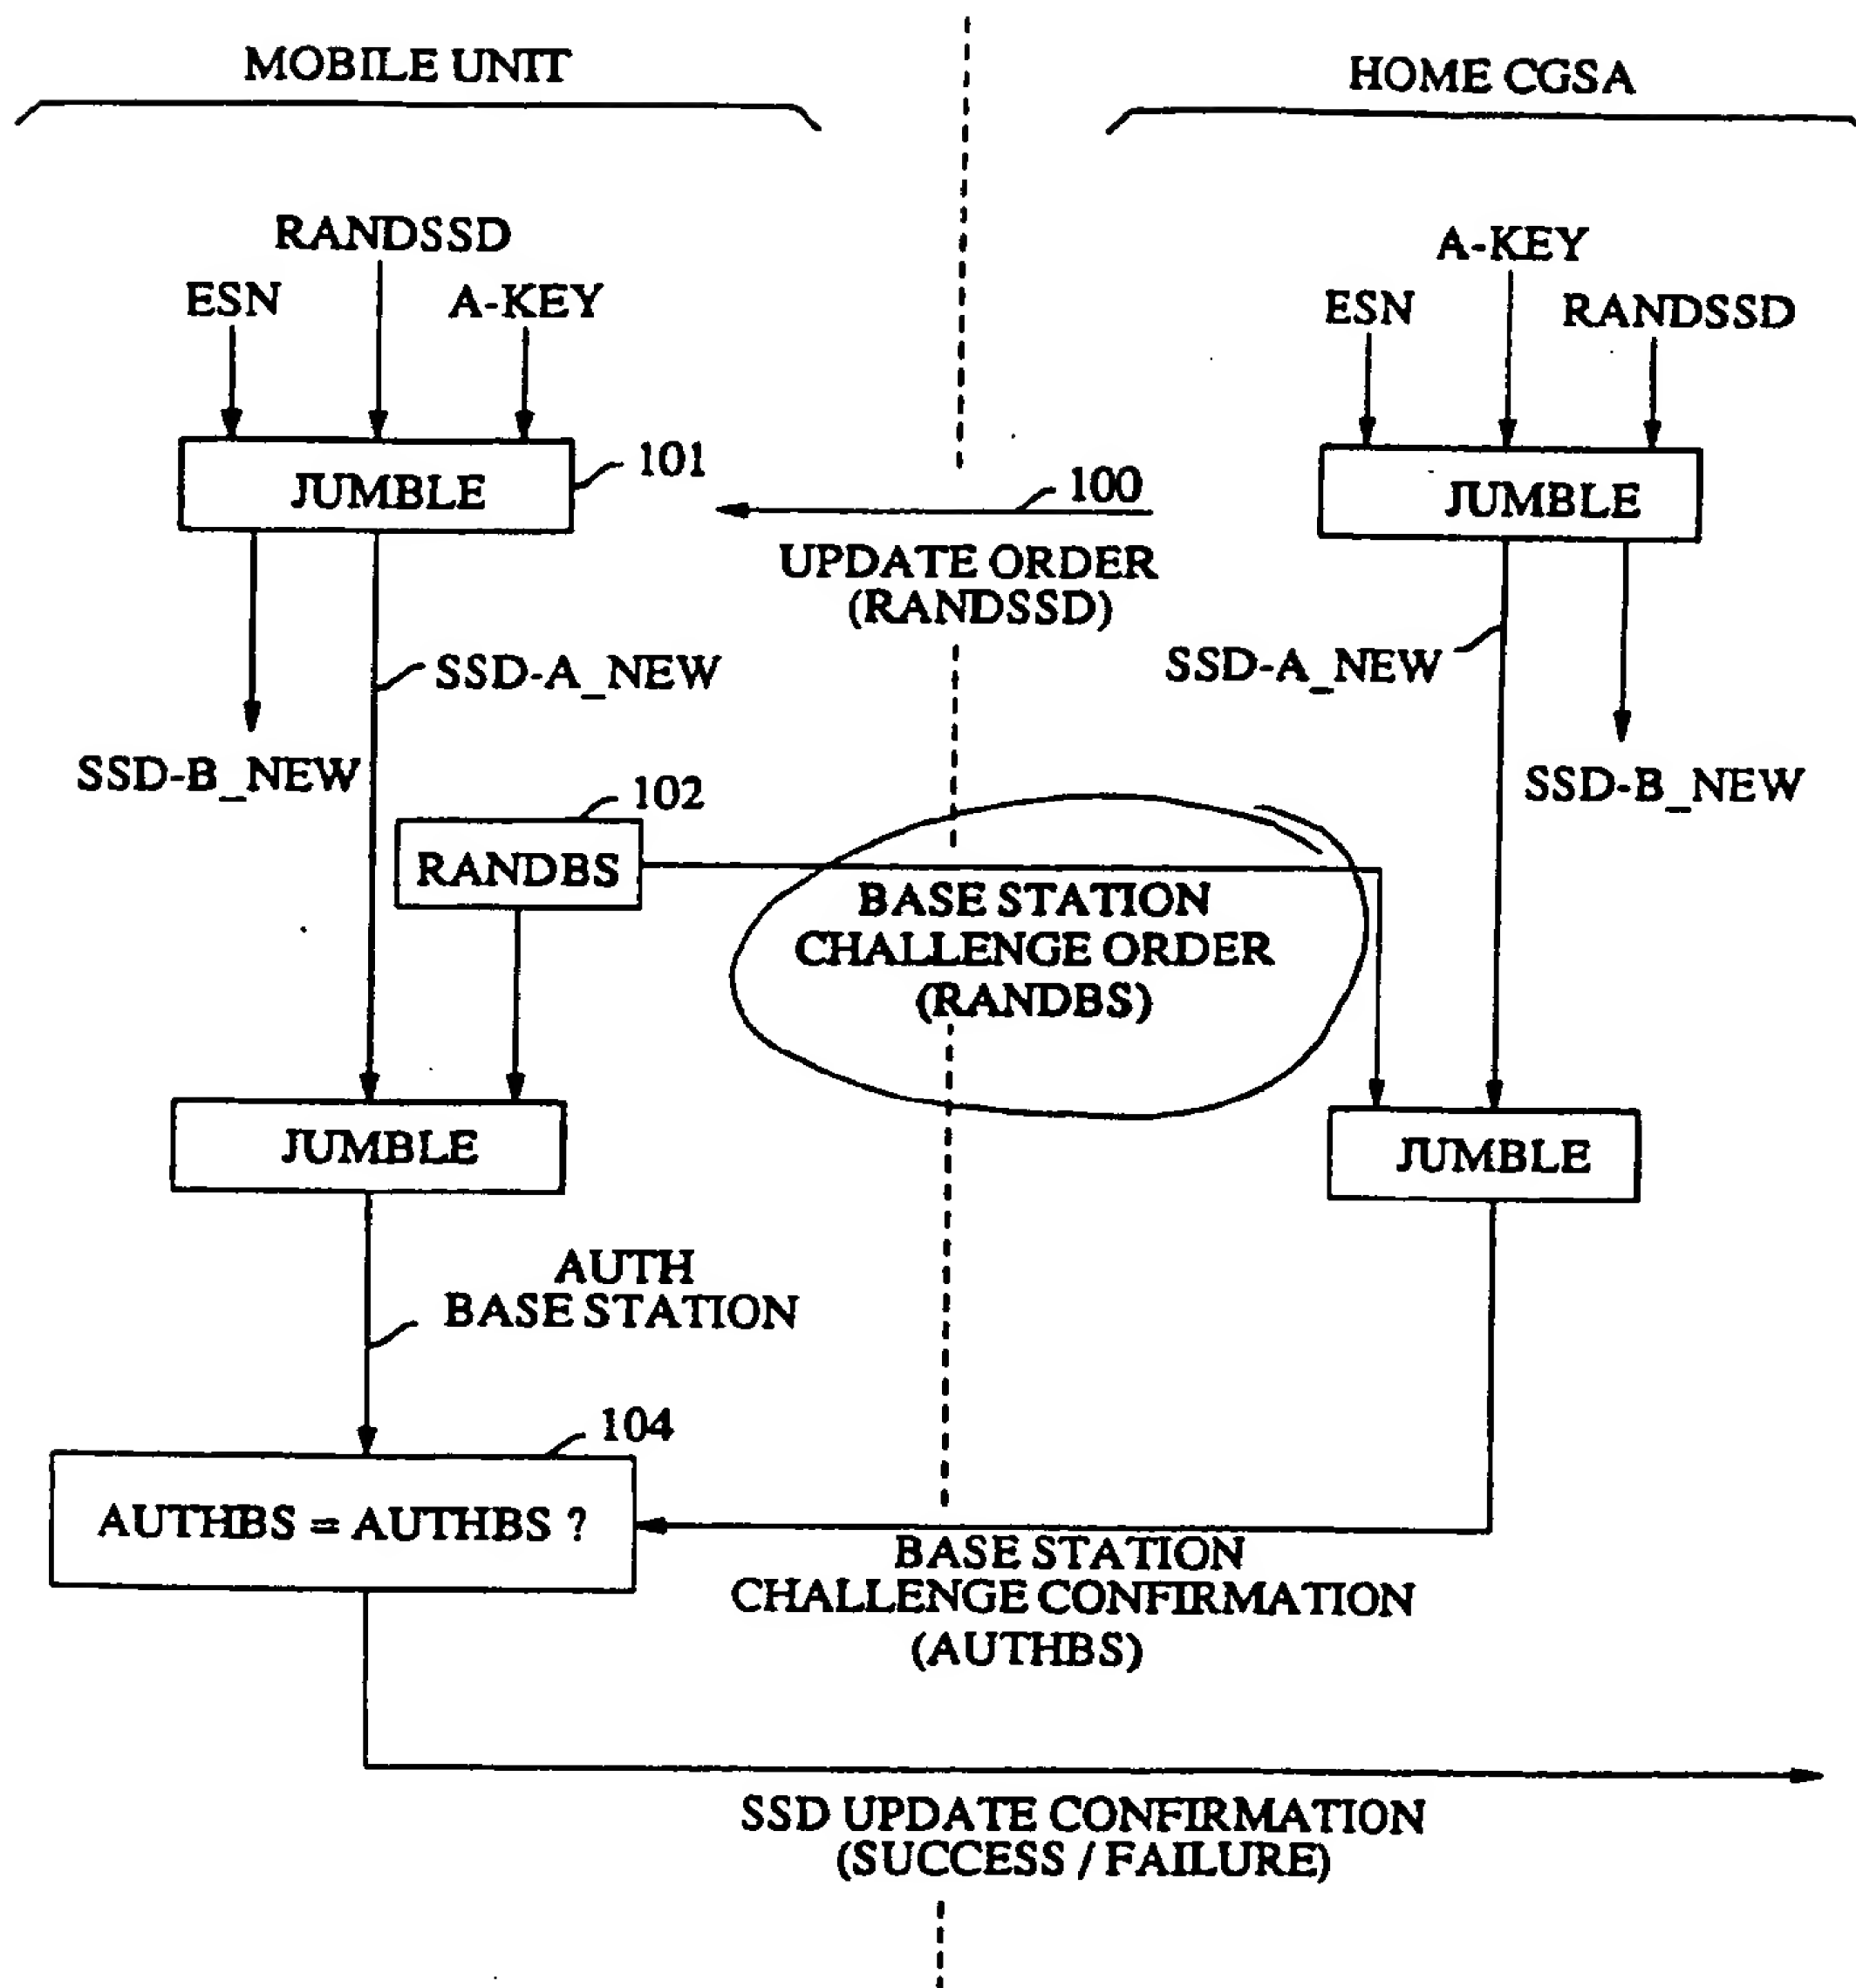 MOBILE UNIT
HOME CGSA
RANDSSD
ESN
A-KEY
A-KEY
ESN
RANDSSD
JUMBLE
101
100
JUMBLE
UPDATE ORDER
(RANDSSD)
SSD-A_NEW
SSD-A_NEW
SSD-B_NEW
SSD-B_NEW
102
RANDBS
BASE STATION
CHALLENGE ORDER
(RANDBS)
JUMBLE
JUMBLE
AUTH
BASE STATION
104
AUTHBS = AUTHBS ?
BASE STATION
CHALLENGE CONFIRMATION
(AUTHBS)
SSD UPDATE CONFIRMATION
(SUCCESS / FAILURE)